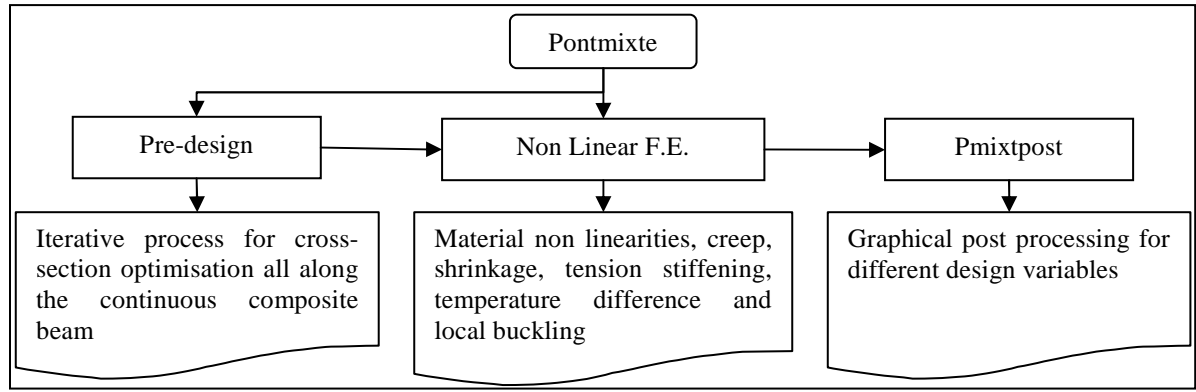 Pontmixte
Pre-design
Non Linear F.E.
Pmixtpost
Iterative process for cross-
section optimisation all along
the continuous composite
beam
Material non linearities, creep,
shrinkage, tension stiffening,
temperature difference and
local buckling
Graphical post processing for
different design variables